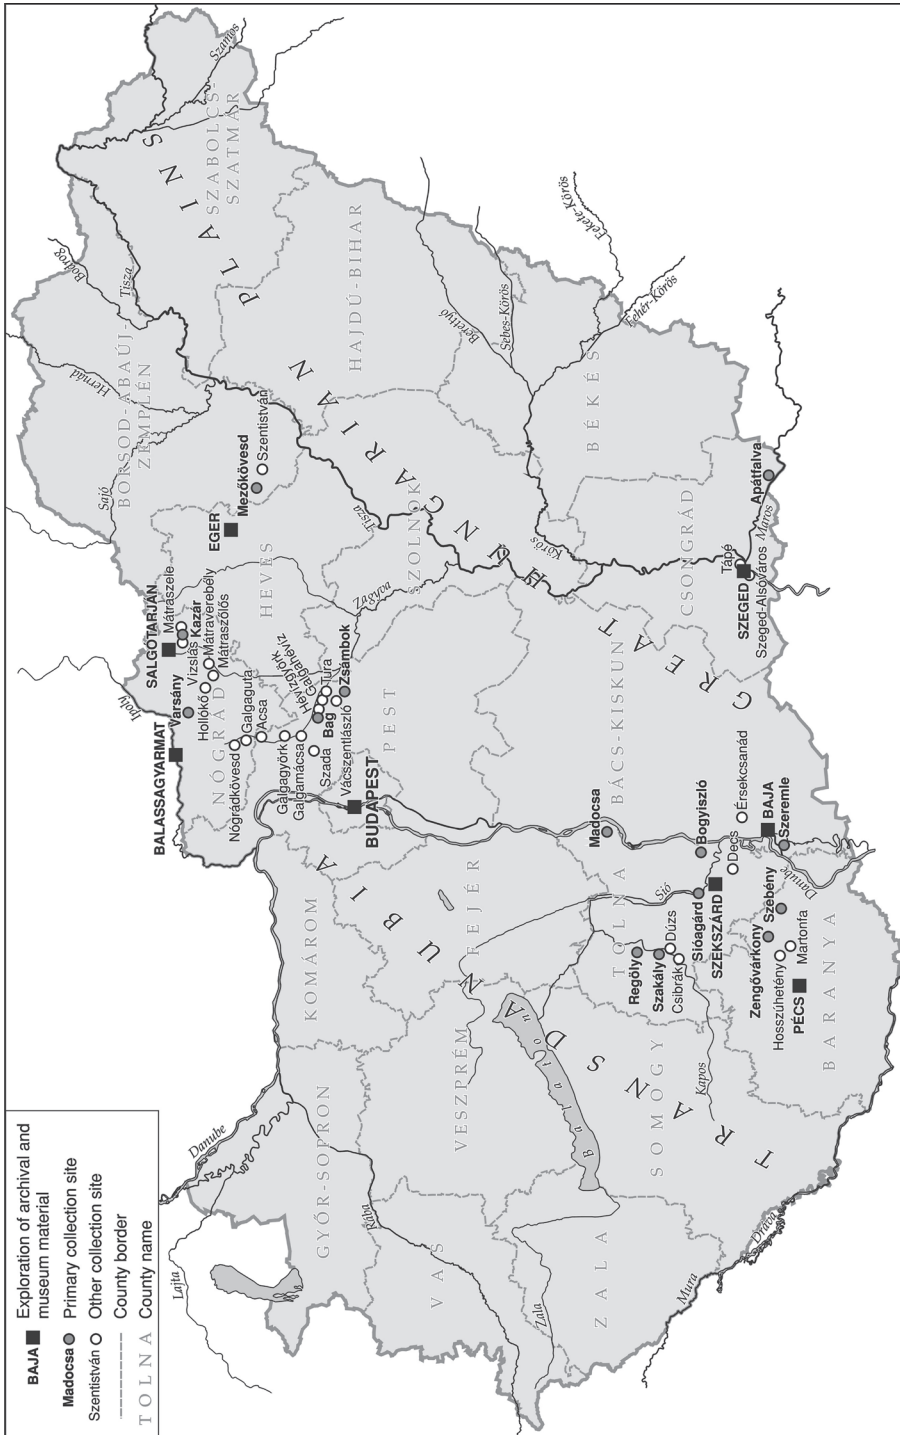 BAJA Exploration of archival and
museum material
Madocsa Primary collection site
Szentistván Other collection site
County border
TOLNA County name
Lajta
Danube
Rába
Zala
Mura
Dráva
Balaton
Kapos
Sió
Danube
Ipoly
Zagyva
Tisza
Sajó
Hernád
Bodrog
Tisza
Szamos
Berettyó
Sebes-Körös
Fekete-Körös
Fehér-Körös
Körös
Maros
GYŐR-SOPRON
KOMÁROM
VAS
VESZPRÉM
FEJÉR
ZALA
SOMOGY
TOLNA
BARANYA
NÓGRÁD
PEST
HEVES
BORSOD-ABAÚJ-
ZEMPLÉN
SZABOLCS-
SZATMÁR
HAJDÚ-BIHAR
SZOLNOK
BÉKÉS
CSONGRÁD
BÁCS-KISKUN
TRANSDANUBIA
GREAT HUNGARIAN PLAINS
BALASSAGYARMAT
SALGÓTARJÁN
Mátraszele
Kazár
Vizslás
Mátraverebély
Mátraszőlős
Varsány
Hollókő
Nógrádkövesd
Galgaguta
Acsa
Galgagyörk
Galgamácsa
Szada
Vácszentlászló
Bag
Hévízgyörk
Galgahévíz
Tura
Zsámbok
BUDAPEST
EGER
Mezőkövesd
Szentistván
Madocsa
Bogyiszló
Érsekcsanád
BAJA
Szeremle
Decs
SZEKSZÁRD
Sióagárd
Dúzs
Csibrák
Szakály
Regöly
Zengővárkony
Szebény
Hosszúhetény
Martonfa
PÉCS
SZEGED
Tápé
Szeged-Alsóváros
Apátfalva